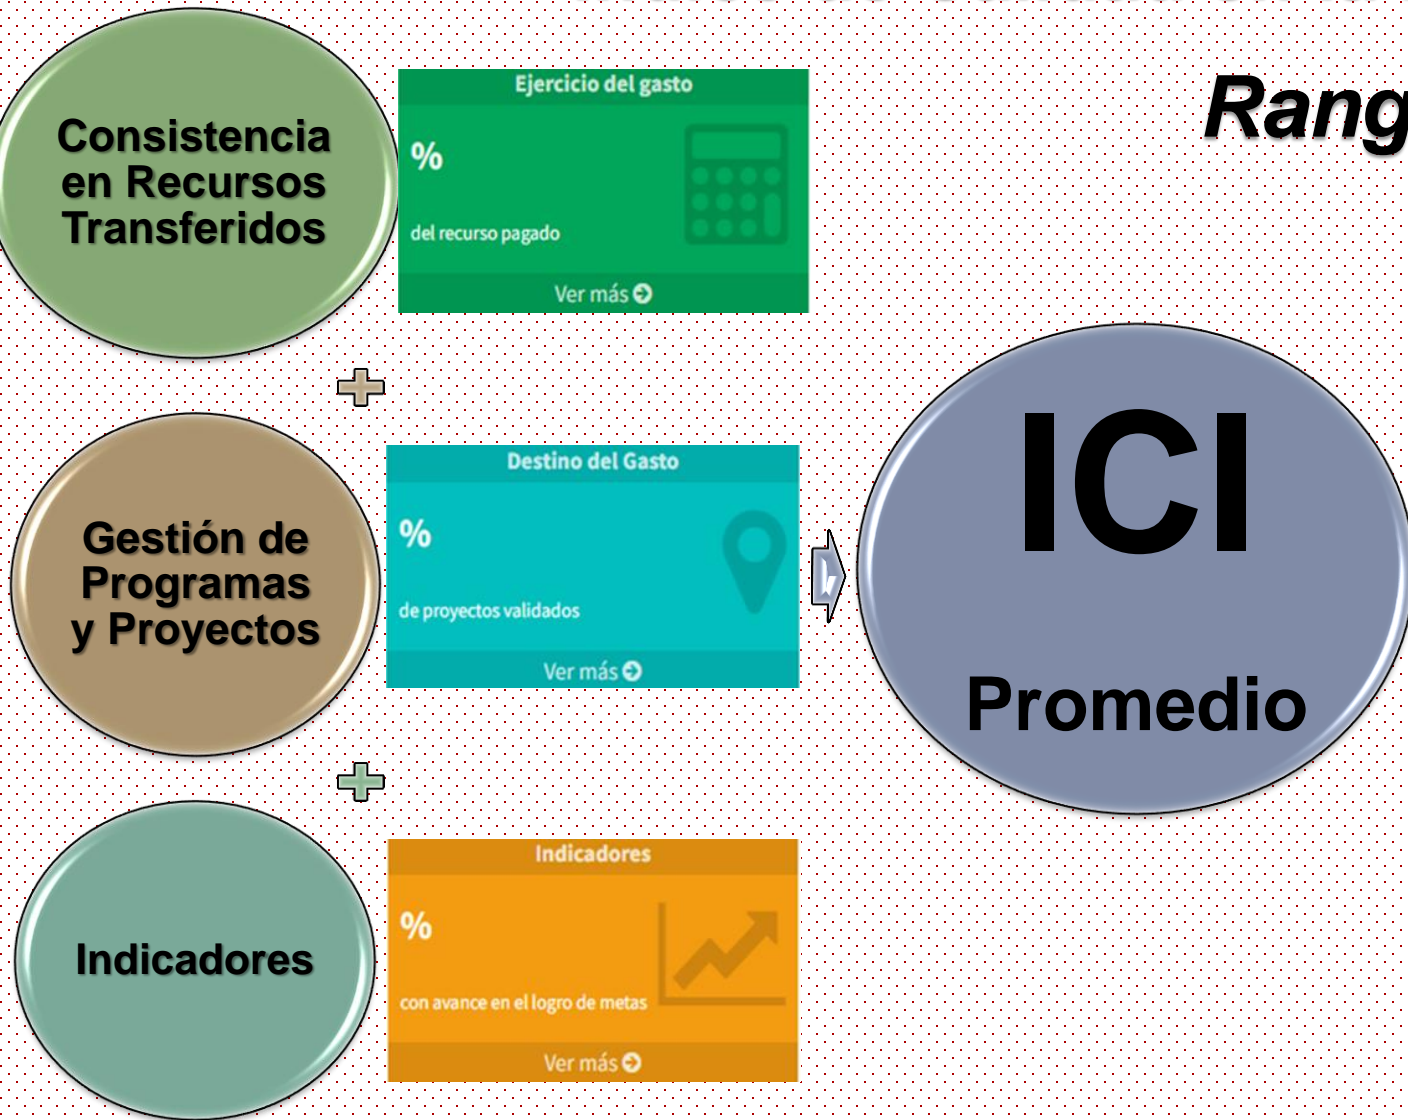 Consistencia
en Recursos
Transferidos
Ejercicio del gasto
%
del recurso pagado
Ver más
Gestión de
Programas
y Proyectos
Destino del Gasto
%
de proyectos validados
Ver más
Indicadores
Indicadores
%
con avance en el logro de metas
Ver más
ICI
Promedio